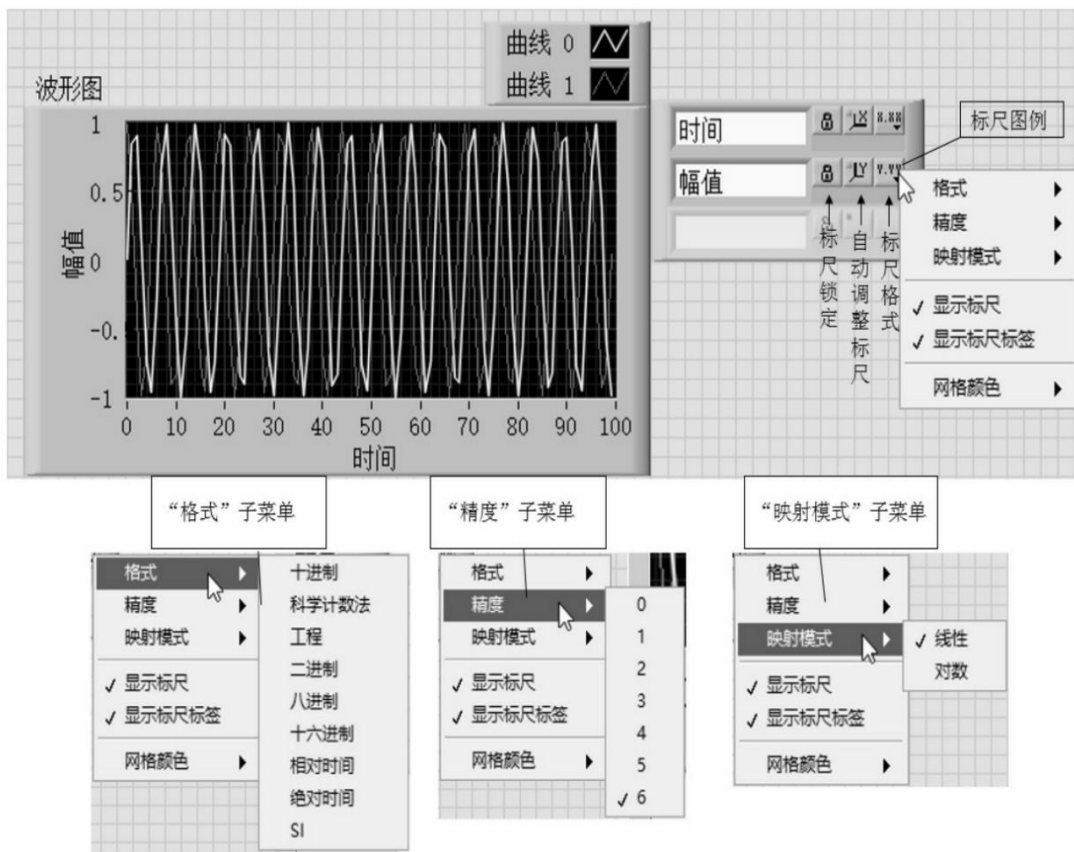 曲线 0
曲线 1
波形图
1
0.5
0
-0.
-1
幅值
0 10 20 30 40 50 60 70 80 90 100
时间
时间
X.XX
幅值
Y.YY
标尺图例
标尺锁定
自动调整标尺
标尺格式
格式
精度
映射模式
显示标尺
显示标尺标签
网格颜色
“格式”子菜单
格式
精度
映射模式
显示标尺
显示标尺标签
网格颜色
十进制
科学计数法
工程
二进制
八进制
十六进制
相对时间
绝对时间
SI
“精度”子菜单
格式
精度
映射模式
显示标尺
显示标尺标签
网格颜色
0
1
2
3
4
5
6
“映射模式”子菜单
格式
精度
映射模式
显示标尺
显示标尺标签
网格颜色
线性
对数